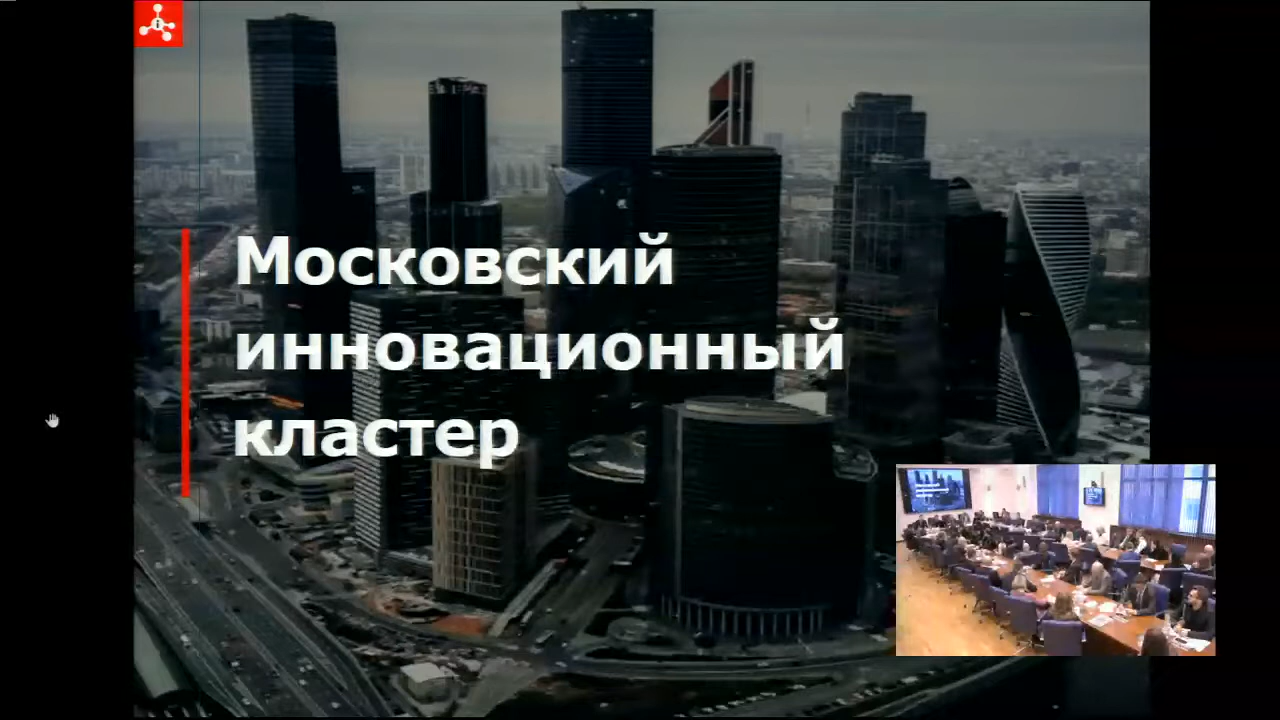 Московский
инновационный
кластер